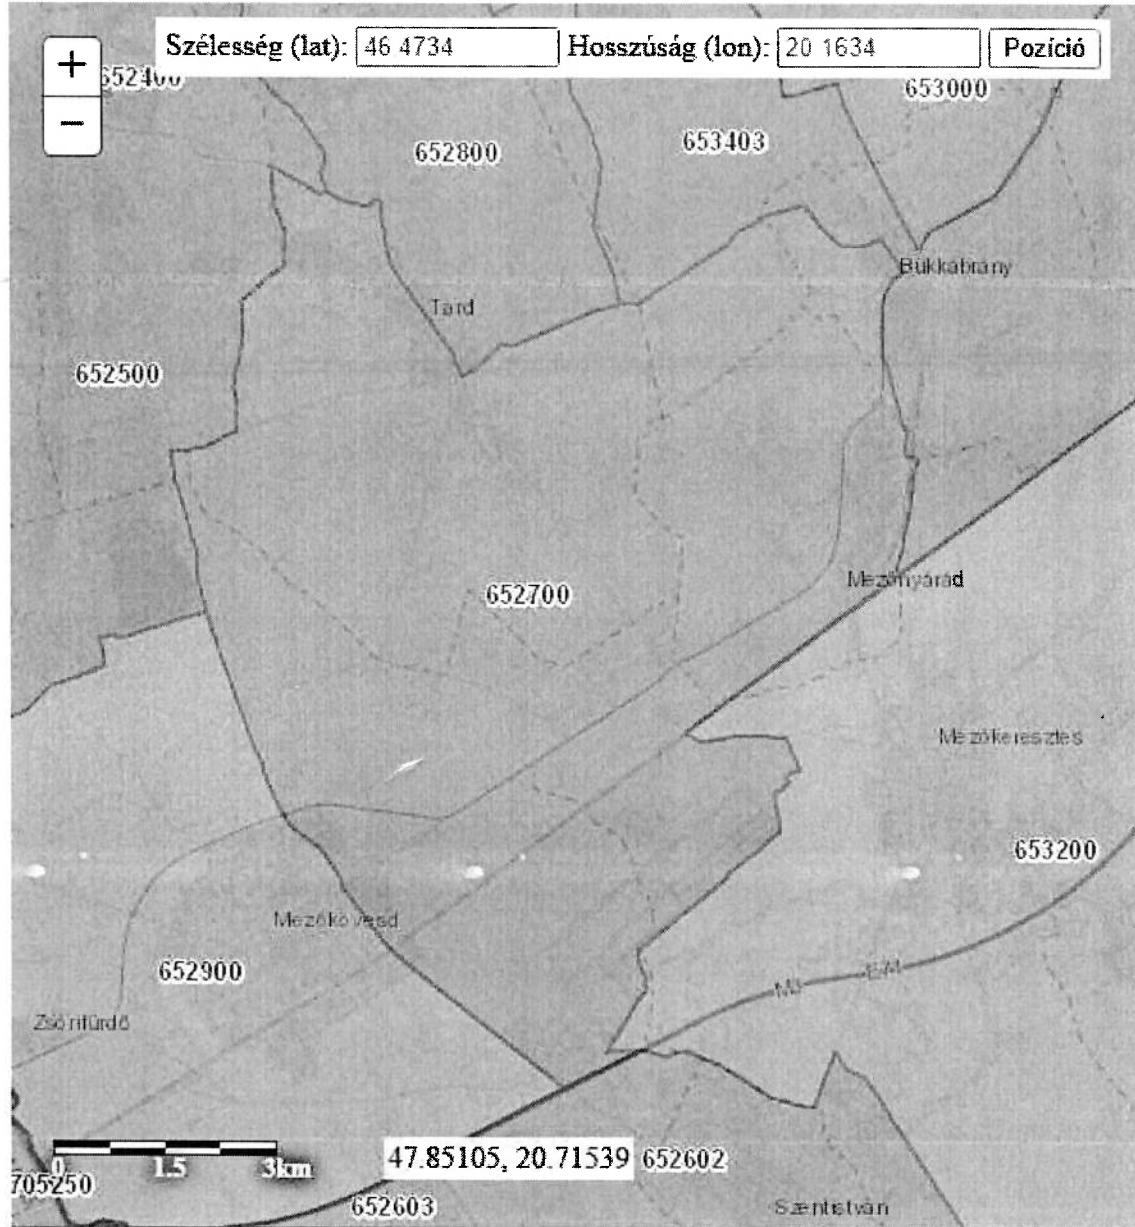 Szélesség (lat): 46.4734 Hosszúság (lon): 20.1634 Pozíció
+
−
652400
653000
652800
653403
Bükkábrány
Tard
652500
652700
Mezőnyárád
Mezőkeresztes
653200
Mezőkövesd
652900
M3 E71
Zsórifürdő
0 1.5 3km
47.85105, 20.71539
652602
705250
652603
Szentistván